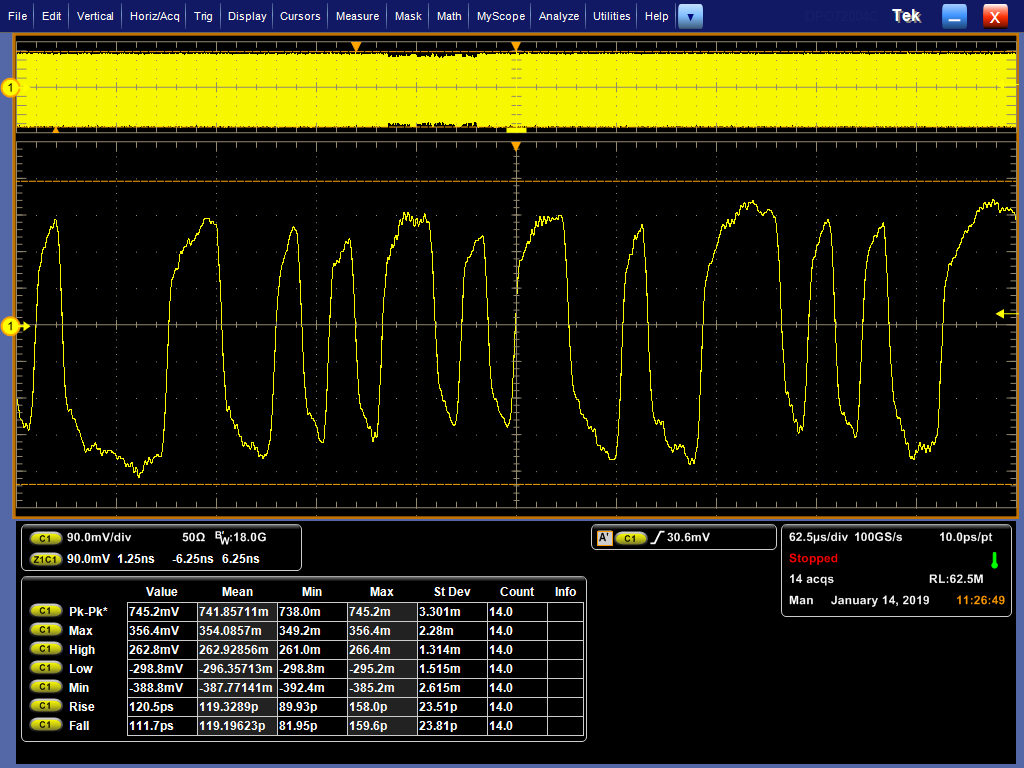 File Edit Vertical Horiz/Acq Trig Display Cursors Measure Mask Math MyScope Analyze Utilities Help Tek X
1
1
C1 90.0mV/div 50Ω BW:18.0G
Z1C1 90.0mV 1.25ns -6.25ns 6.25ns
A' C1 30.6mV
62.5µs/div 100GS/s 10.0ps/pt
Stopped
14 acqs RL:62.5M
Man January 14, 2019 11:26:49
Value Mean Min Max St Dev Count Info
C1 Pk-Pk* 745.2mV 741.85711m 738.0m 745.2m 3.301m 14.0
C1 Max 356.4mV 354.0857m 349.2m 356.4m 2.28m 14.0
C1 High 262.8mV 262.92856m 261.0m 266.4m 1.314m 14.0
C1 Low -298.8mV -296.35713m -298.8m -295.2m 1.515m 14.0
C1 Min -388.8mV -387.77141m -392.4m -385.2m 2.615m 14.0
C1 Rise 120.5ps 119.3289p 89.93p 158.0p 23.51p 14.0
C1 Fall 111.7ps 119.19623p 81.95p 159.6p 23.81p 14.0